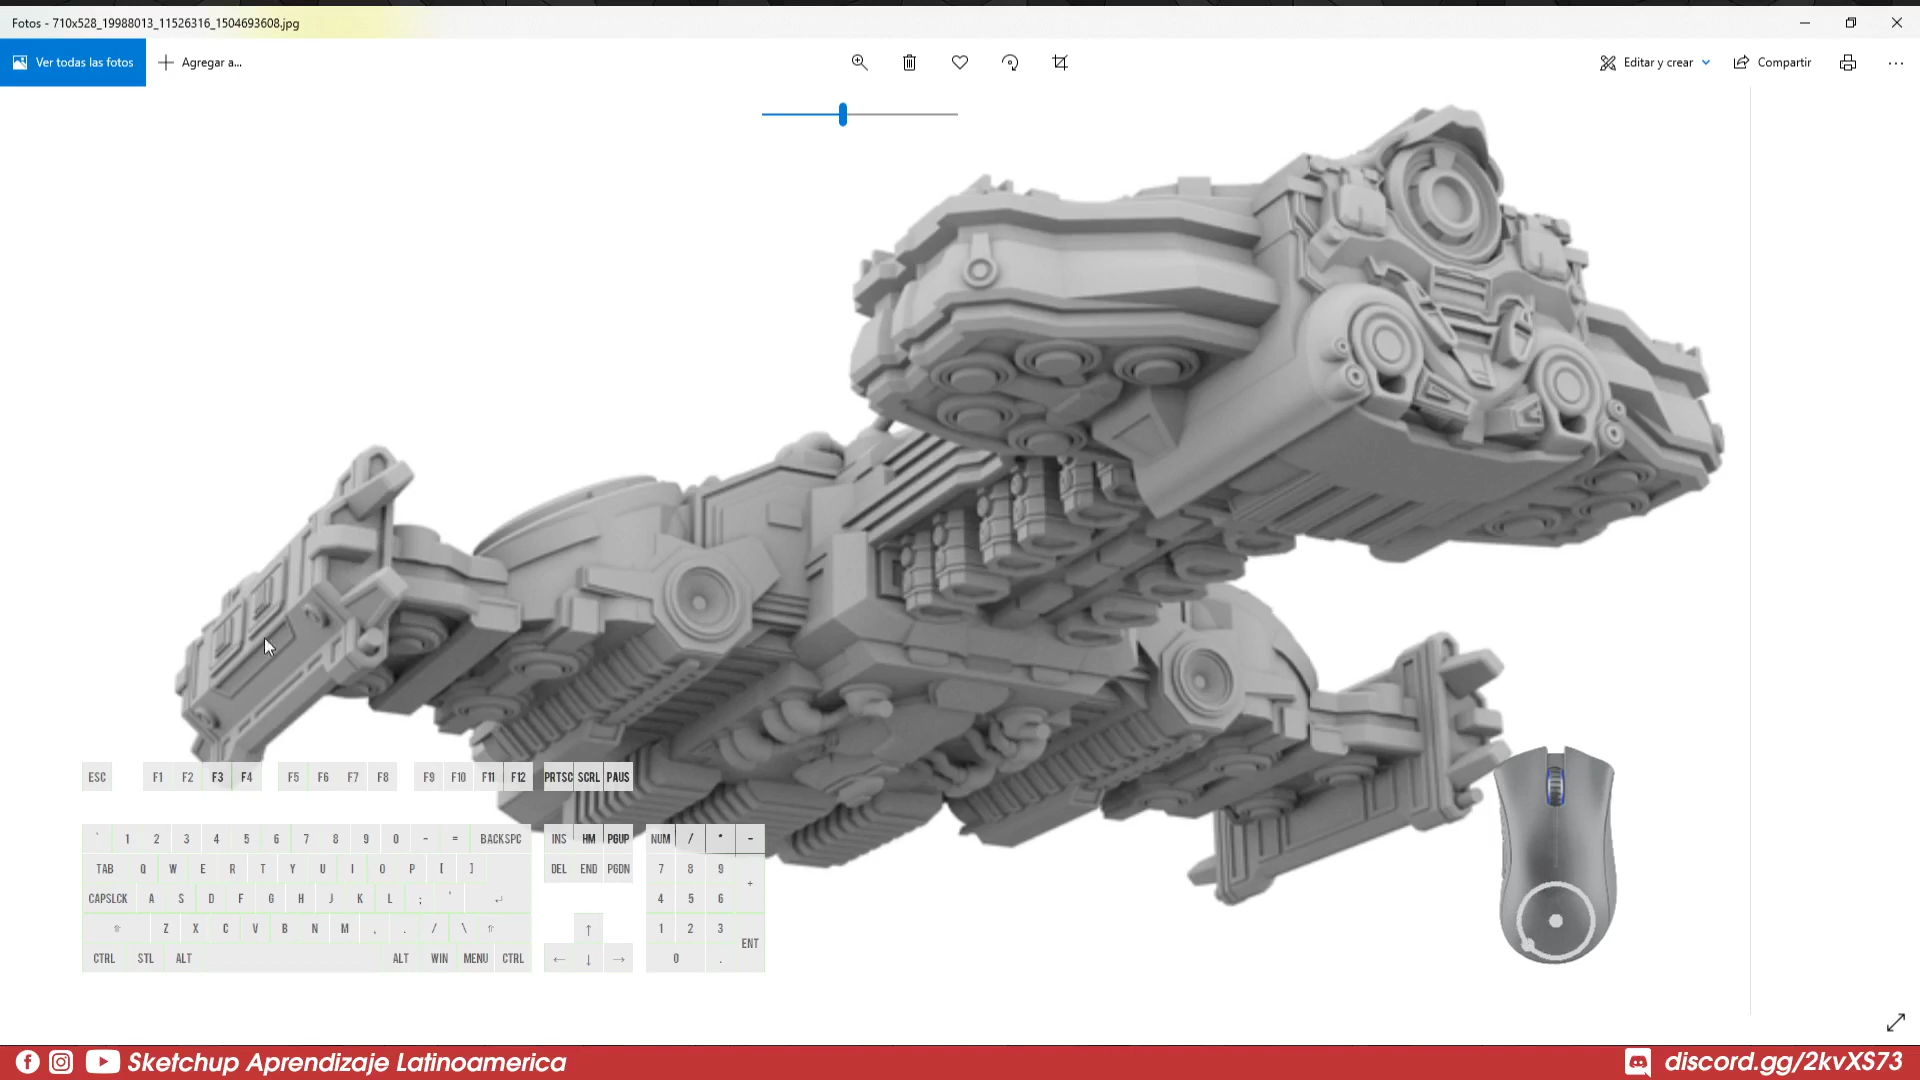 Fotos - 710x528_19988013_11526316_1504693608.jpg
Ver todas las fotos
Agregar a...
Editar y crear
Compartir
ESC F1 F2 F3 F4 F5 F6 F7 F8 F9 F10 F11 F12 PRTSC SCRL PAUS
` 1 2 3 4 5 6 7 8 9 0 - = BACKSPC INS HM PGUP NUM / * -
TAB Q W E R T Y U I O P [ ] DEL END PGDN 7 8 9 +
CAPSLCK A S D F G H J K L ; ' ↵ 4 5 6
⇧ Z X C V B N M , . / \ ⇧ ↑ 1 2 3 ENT
CTRL STL ALT ALT WIN MENU CTRL ← ↓ → 0 .
Sketchup Aprendizaje Latinoamerica
discord.gg/2kvXS73